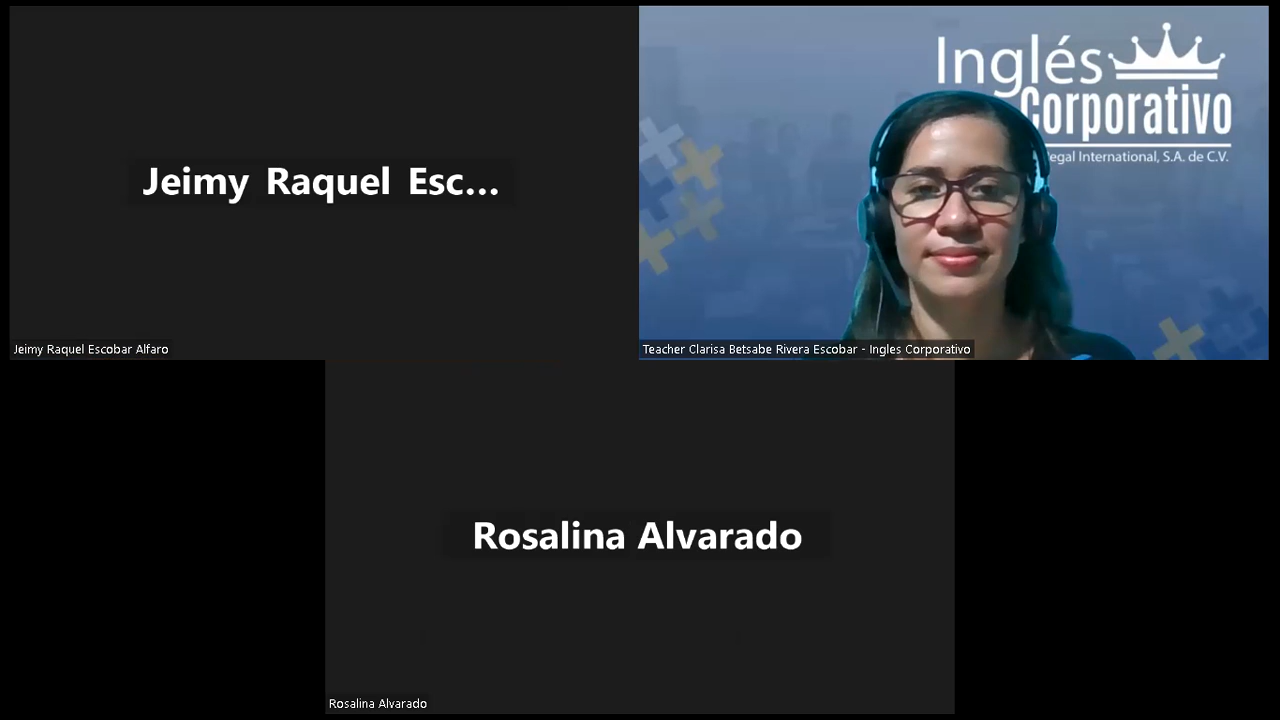 Jeimy Raquel Esc...
Jeimy Raquel Escobar Alfaro
Inglés
Corporativo
egal International, S.A. de C.V.
Teacher Clarisa Betsabe Rivera Escobar - Ingles Corporativo
Rosalina Alvarado
Rosalina Alvarado